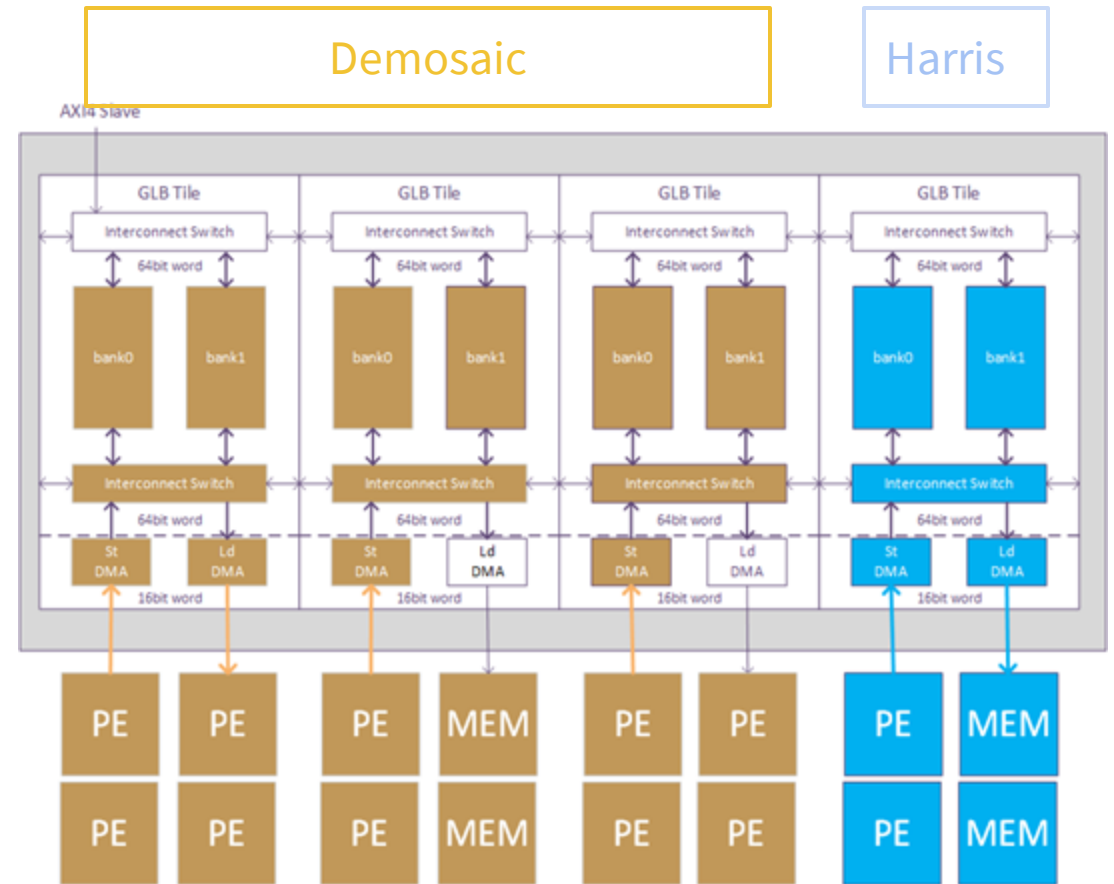 Demosaic
Harris
AXI4 Slave
GLB Tile GLB Tile GLB Tile GLB Tile
Interconnect Switch Interconnect Switch Interconnect Switch Interconnect Switch
64bit word 64bit word 64bit word 64bit word
bank0 bank1 bank0 bank1 bank0 bank1 bank0 bank1
Interconnect Switch Interconnect Switch Interconnect Switch Interconnect Switch
64bit word 64bit word 64bit word 64bit word
St Ld St Ld St Ld St Ld
DMA DMA DMA DMA DMA DMA DMA DMA
16bit word 16bit word 16bit word 16bit word
PE PE PE MEM PE PE PE MEM
PE PE PE MEM PE PE PE MEM